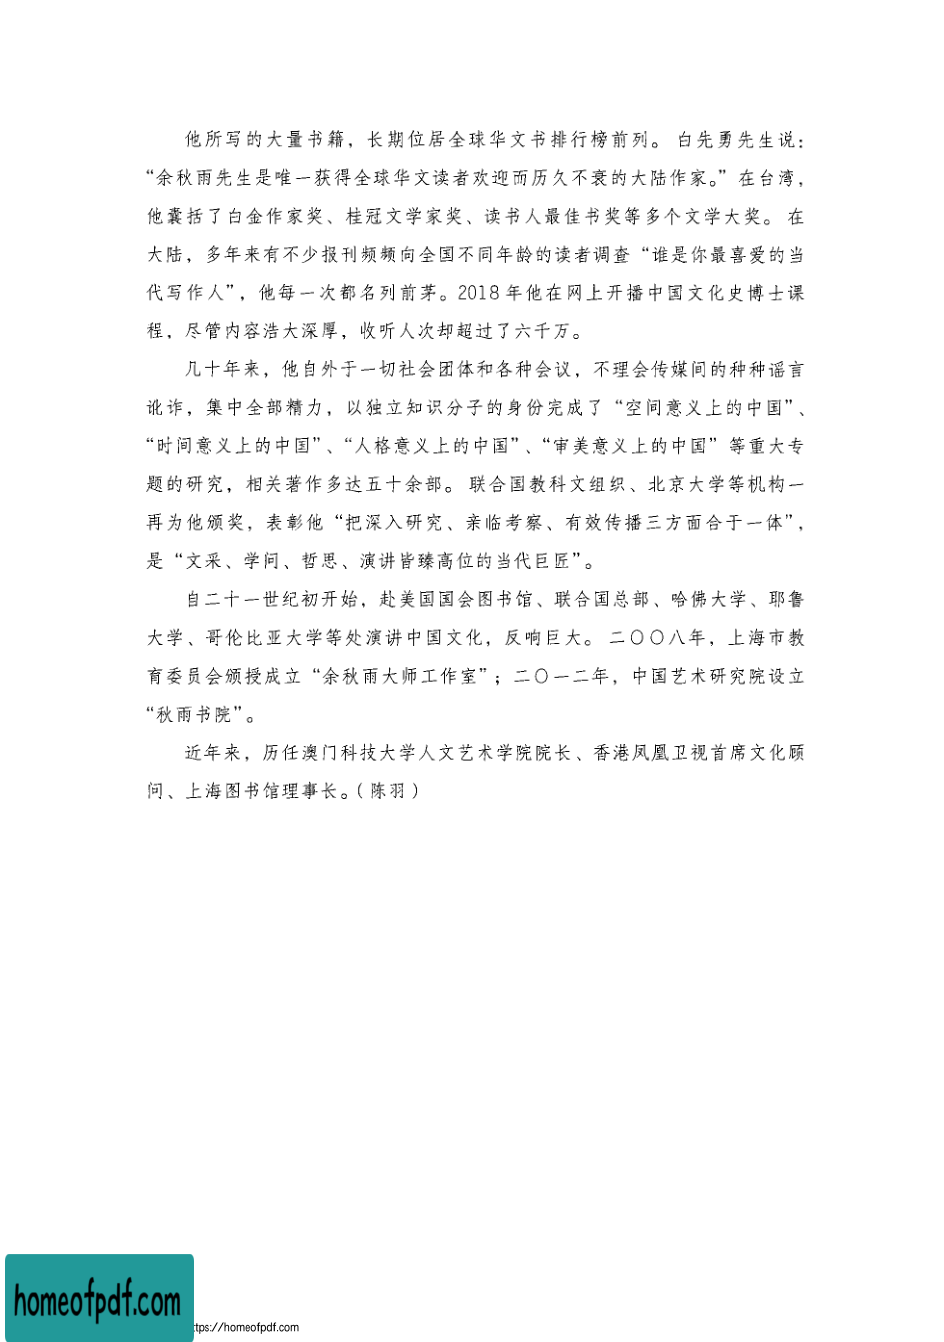 他所写的大量书籍，长期位居全球华文书排行榜前列。白先勇先生说：
“余秋雨先生是唯一获得全球华文读者欢迎而历久不衰的大陆作家。”在台湾，
他囊括了白金作家奖、桂冠文学家奖、读书人最佳书奖等多个文学大奖。在
大陆，多年来有不少报刊频频向全国不同年龄的读者调查“谁是你最喜爱的当
代写作人”，他每一次都名列前茅。2018 年他在网上开播中国文化史博士课
程，尽管内容浩大深厚，收听人次却超过了六千万。
几十年来，他自外于一切社会团体和各种会议，不理会传媒间的种种谣言
讹诈，集中全部精力，以独立知识分子的身份完成了“空间意义上的中国”、
“时间意义上的中国”、“人格意义上的中国”、“审美意义上的中国”等重大专
题的研究，相关著作多达五十余部。联合国教科文组织、北京大学等机构一
再为他颁奖，表彰他“把深入研究、亲临考察、有效传播三方面合于一体”，
是“文采、学问、哲思、演讲皆臻高位的当代巨匠”。
自二十一世纪初开始，赴美国国会图书馆、联合国总部、哈佛大学、耶鲁
大学、哥伦比亚大学等处演讲中国文化，反响巨大。二〇〇八年，上海市教
育委员会颁授成立“余秋雨大师工作室”；二〇一二年，中国艺术研究院设立
“秋雨书院”。
近年来，历任澳门科技大学人文艺术学院院长、香港凤凰卫视首席文化顾
问、上海图书馆理事长。（陈羽）
homeofpdf.com
ttps://homeofpdf.com